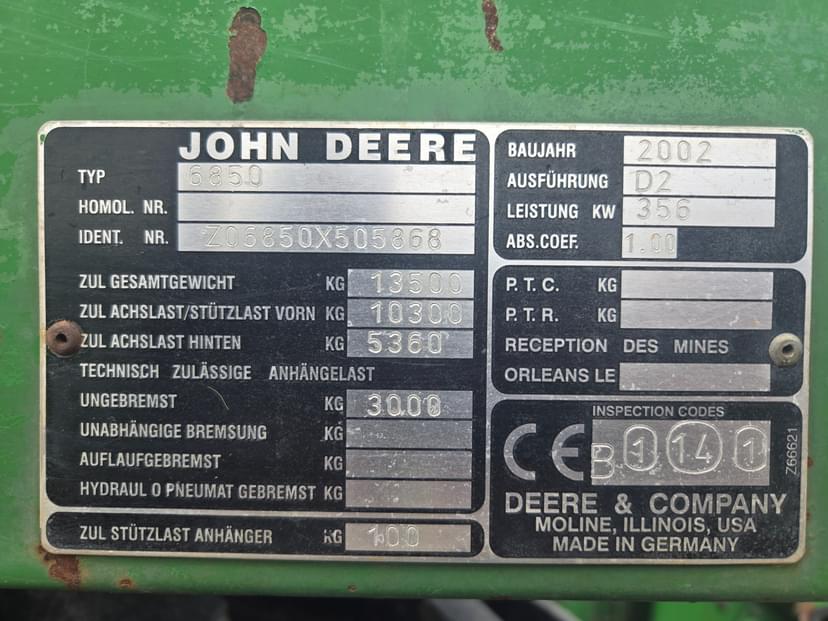 JOHN DEERE
TYP 6850
HOMOL. NR.
IDENT. NR. Z06850X505868
ZUL GESAMTGEWICHT KG 13500
ZUL ACHSLAST/STÜTZLAST VORN KG 10300
ZUL ACHSLAST HINTEN KG 5360
TECHNISCH ZULÄSSIGE ANHÄNGELAST
UNGEBREMST KG 3000
UNABHÄNGIGE BREMSUNG KG
AUFLAUFGEBREMST KG
HYDRAUL O PNEUMAT GEBREMST KG
ZUL STÜTZLAST ANHÄNGER KG 100
BAUJAHR 2002
AUSFÜHRUNG D2
LEISTUNG KW 356
ABS.COEF. 1.00
P.T.C. KG
P.T.R. KG
RECEPTION DES MINES
ORLEANS LE
INSPECTION CODES
CE B 1 14 1
Z66621
DEERE & COMPANY
MOLINE, ILLINOIS, USA
MADE IN GERMANY